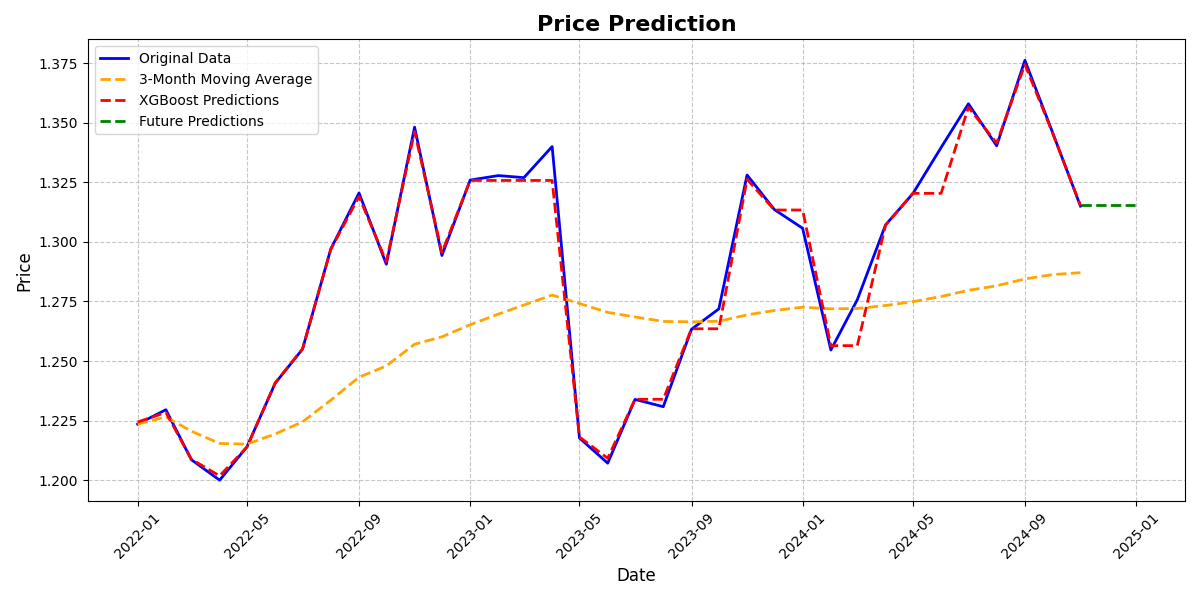 Price Prediction
Original Data
3-Month Moving Average
XGBoost Predictions
Future Predictions
Price
1.375
1.350
1.325
1.300
1.275
1.250
1.225
1.200
2022-01
2022-05
2022-09
2023-01
2023-05
2023-09
2024-01
2024-05
2024-09
2025-01
Date